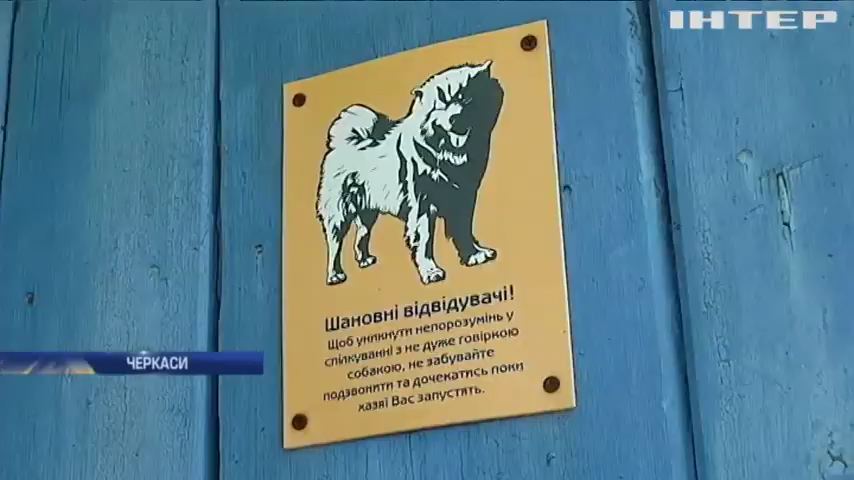 ІНТЕР
Шановні відвідувачі!
Щоб уникнути непорозумінь у
спілкуванні з не дуже говіркою
собакою, не забувайте
подзвонити та дочекатись поки
хазяї Вас запустять.
ЧЕРКАСИ